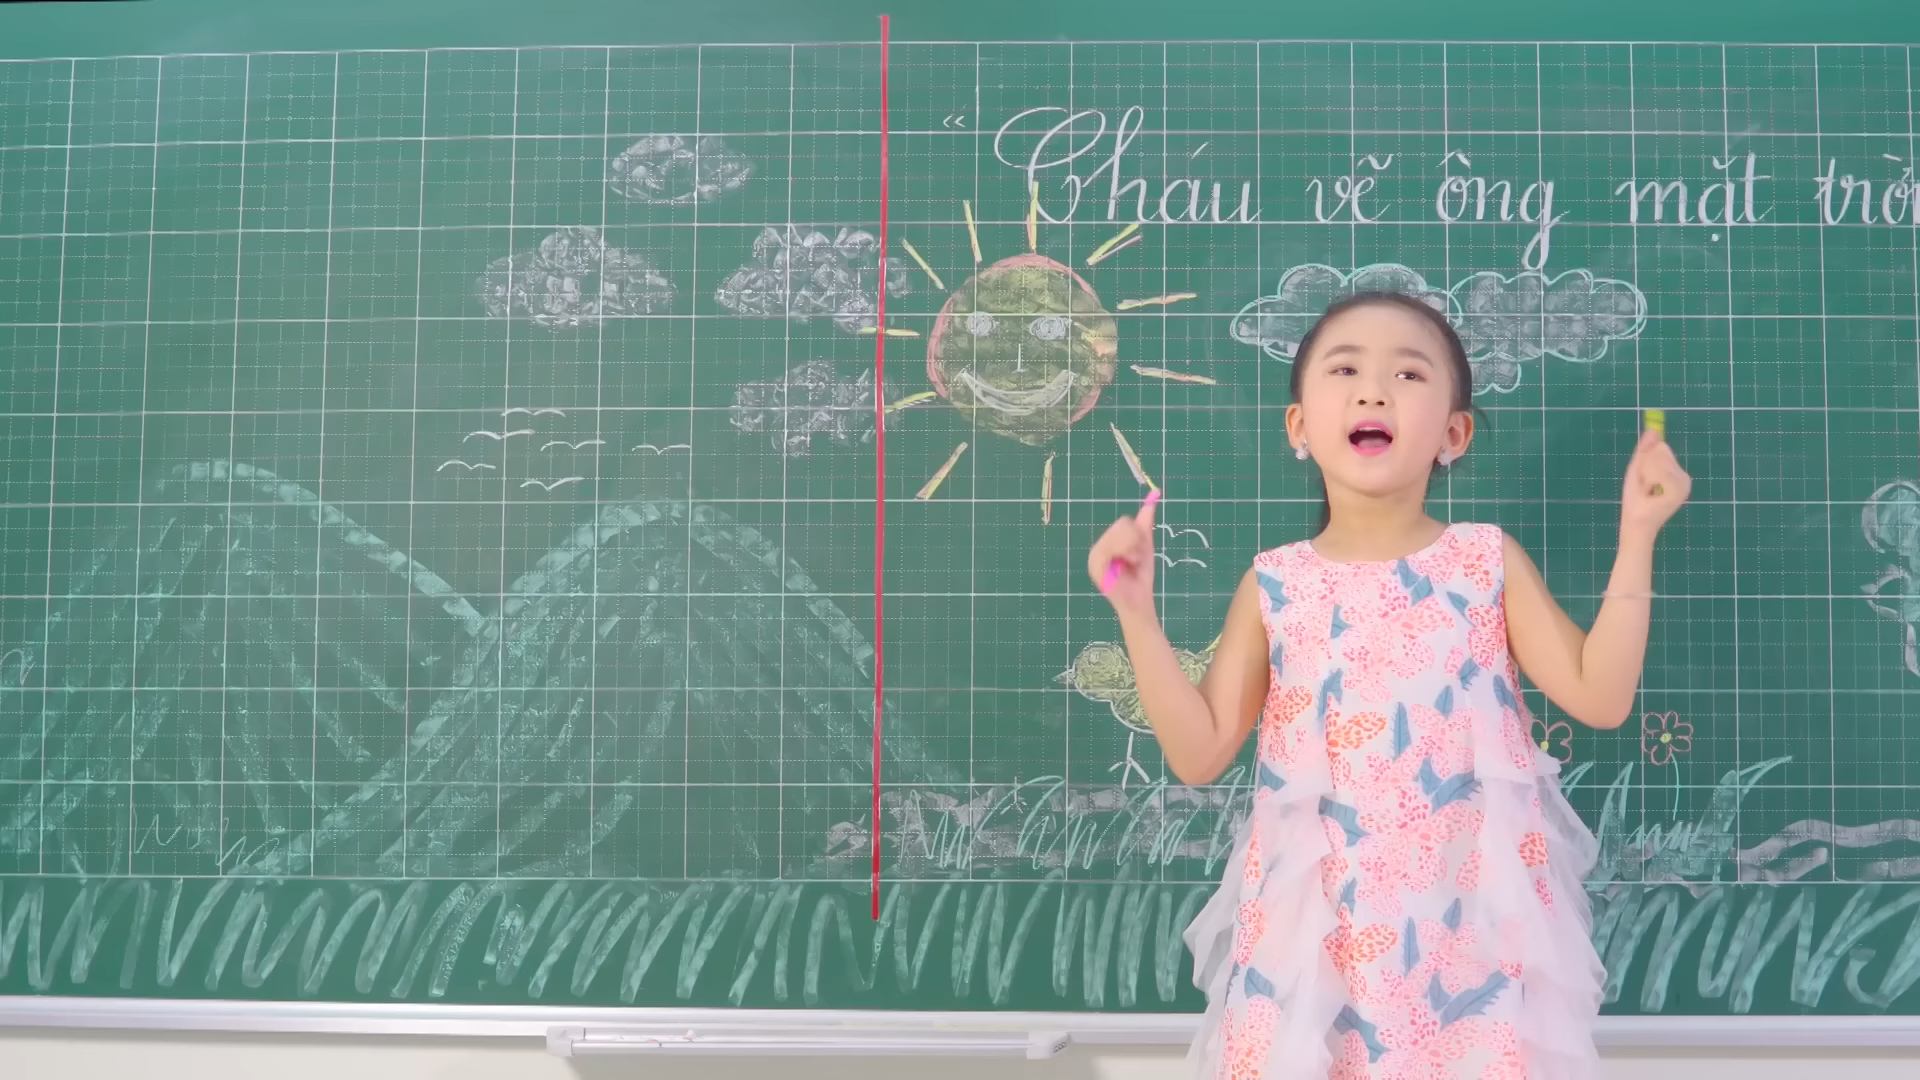 “ Cháu vẽ ông mặt trời